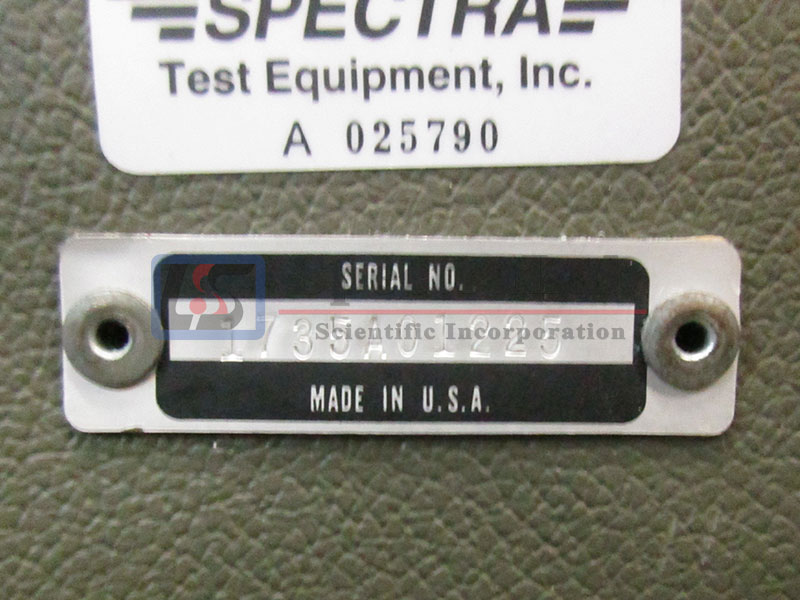 SPECTRA
Test Equipment, Inc.
A 025790
SERIAL NO.
1735A01225
Scientific Incorporation
MADE IN U.S.A.